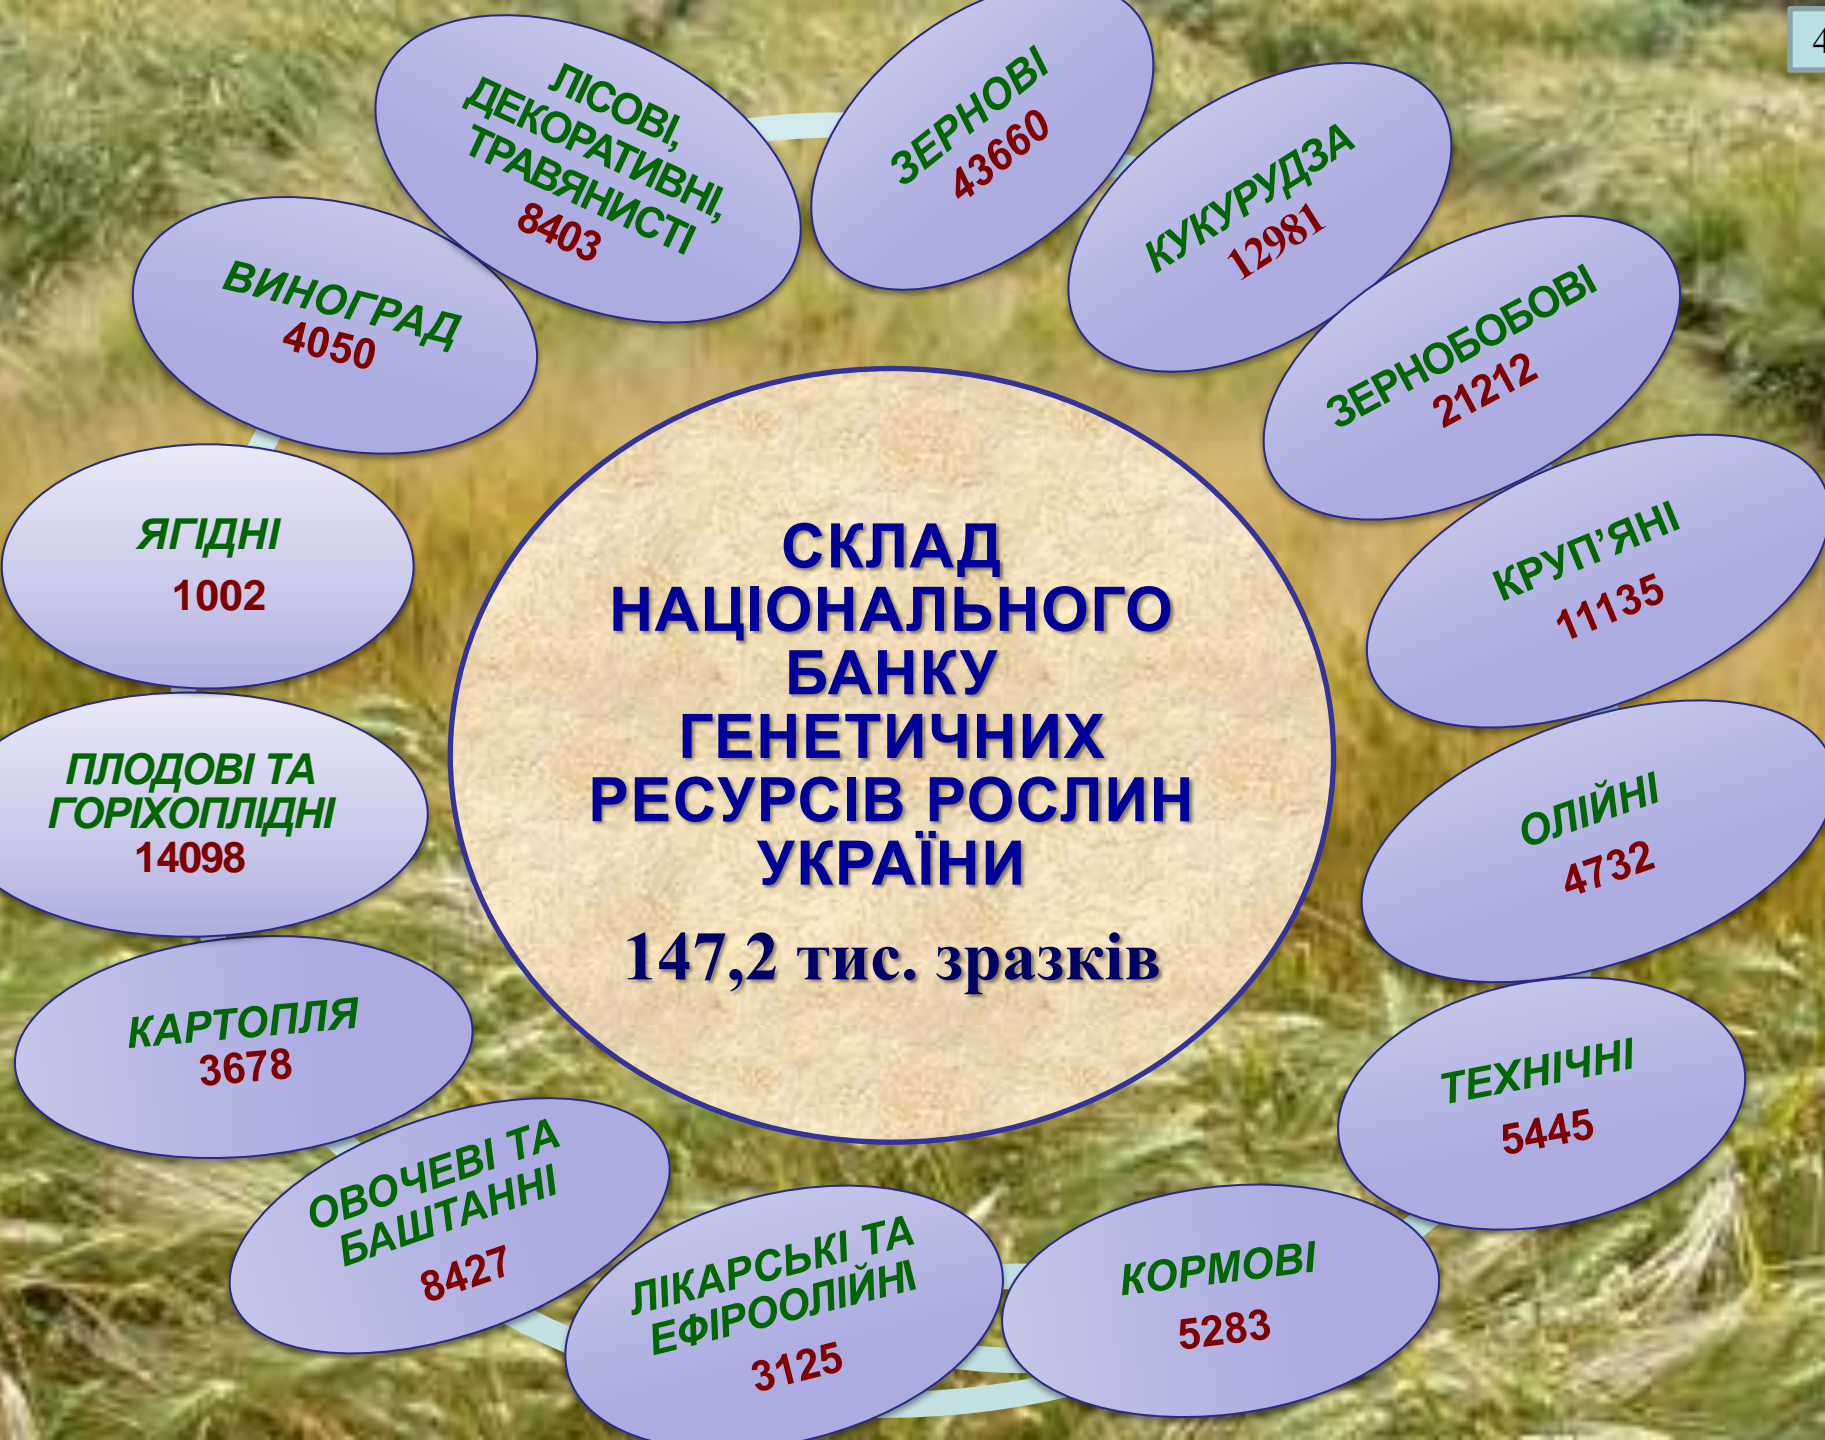 4
ЛІСОВІ,
ДЕКОРАТИВНІ,
ТРАВЯНИСТІ
8403
ЗЕРНОВІ
43660
КУКУРУДЗА
12981
ЗЕРНОБОБОВІ
21212
КРУП’ЯНІ
11135
ОЛІЙНІ
4732
ТЕХНІЧНІ
5445
КОРМОВІ
5283
ЛІКАРСЬКІ ТА
ЕФІРООЛІЙНІ
3125
ОВОЧЕВІ ТА
БАШТАННІ
8427
КАРТОПЛЯ
3678
ПЛОДОВІ ТА
ГОРІХОПЛІДНІ
14098
ЯГІДНІ
1002
ВИНОГРАД
4050
СКЛАД
НАЦІОНАЛЬНОГО
БАНКУ
ГЕНЕТИЧНИХ
РЕСУРСІВ РОСЛИН
УКРАЇНИ
147,2 тис. зразків